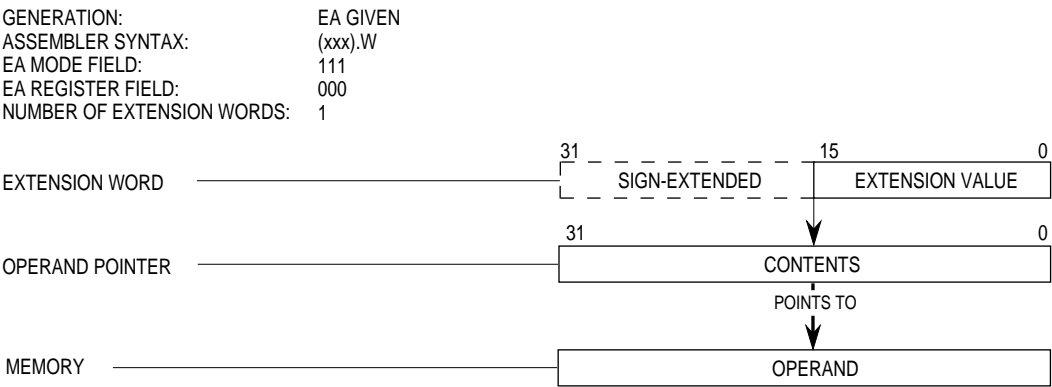 GENERATION: EA GIVEN
ASSEMBLER SYNTAX: (xxx).W
EA MODE FIELD: 111
EA REGISTER FIELD: 000
NUMBER OF EXTENSION WORDS: 1
31 15 0
EXTENSION WORD SIGN-EXTENDED EXTENSION VALUE
31 0
OPERAND POINTER CONTENTS
POINTS TO
MEMORY OPERAND